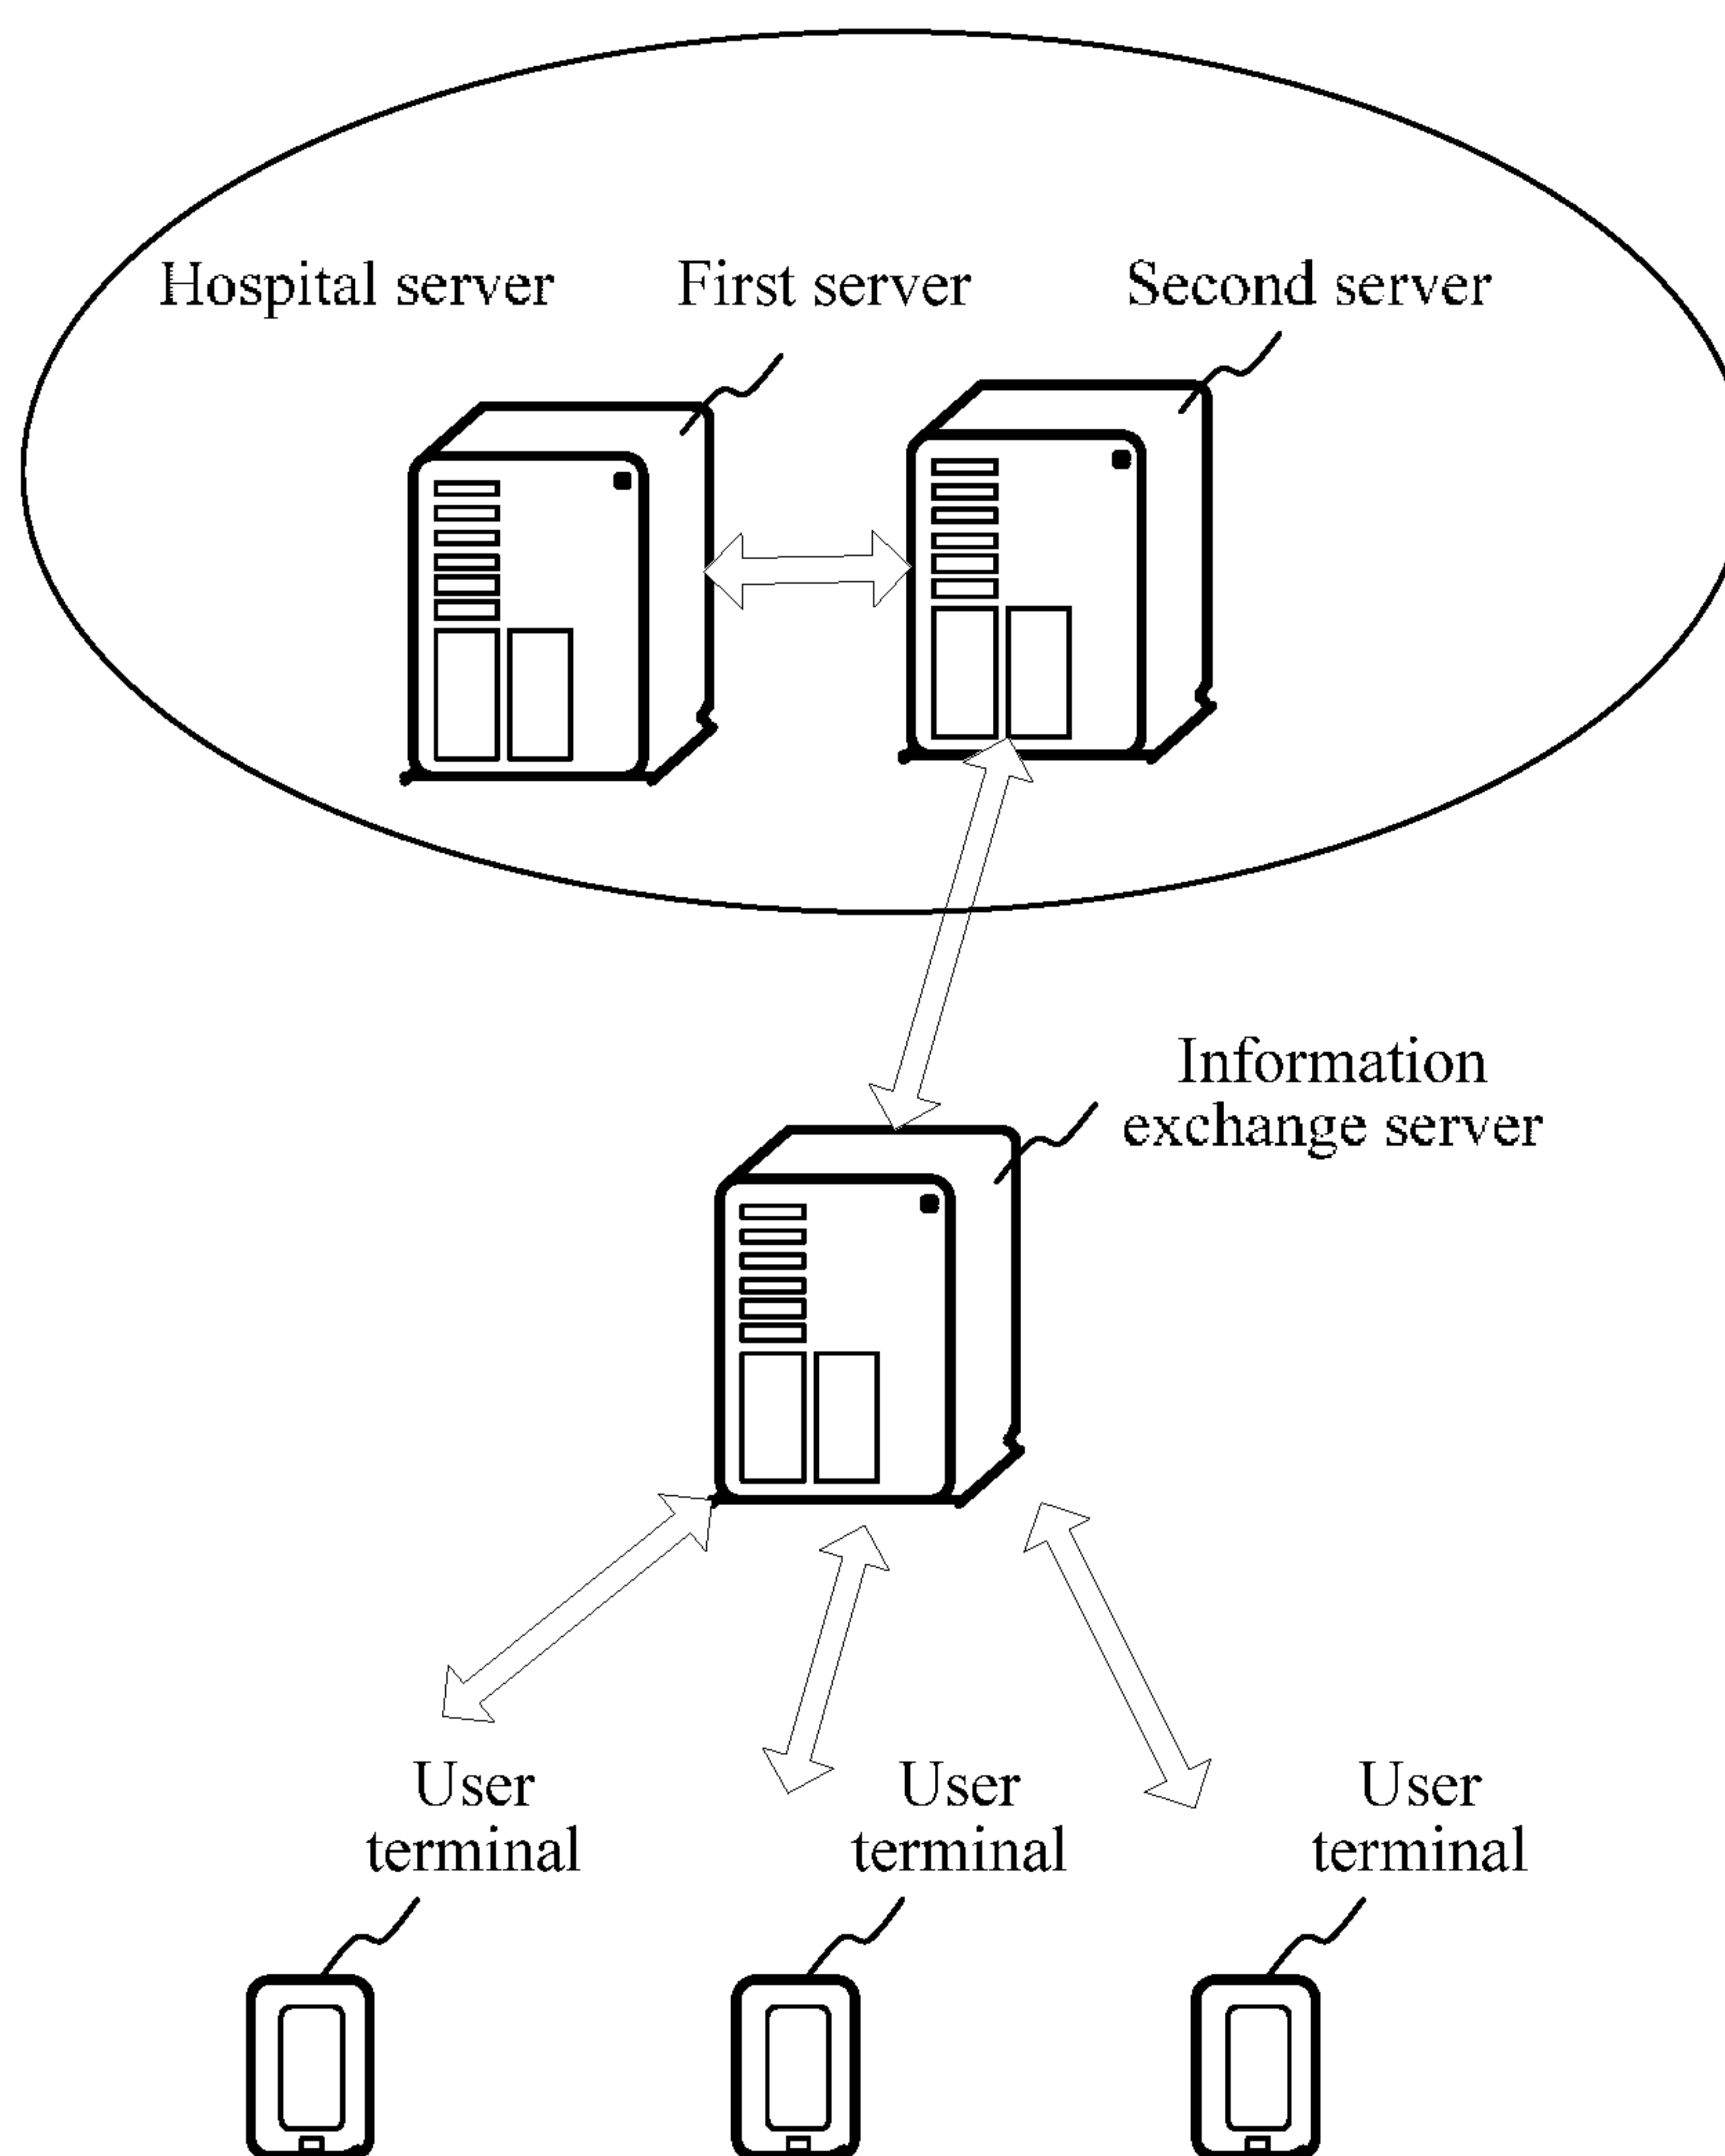 Hospital server
First server
Second server
Information
exchange server
User
terminal
User
terminal
User
terminal